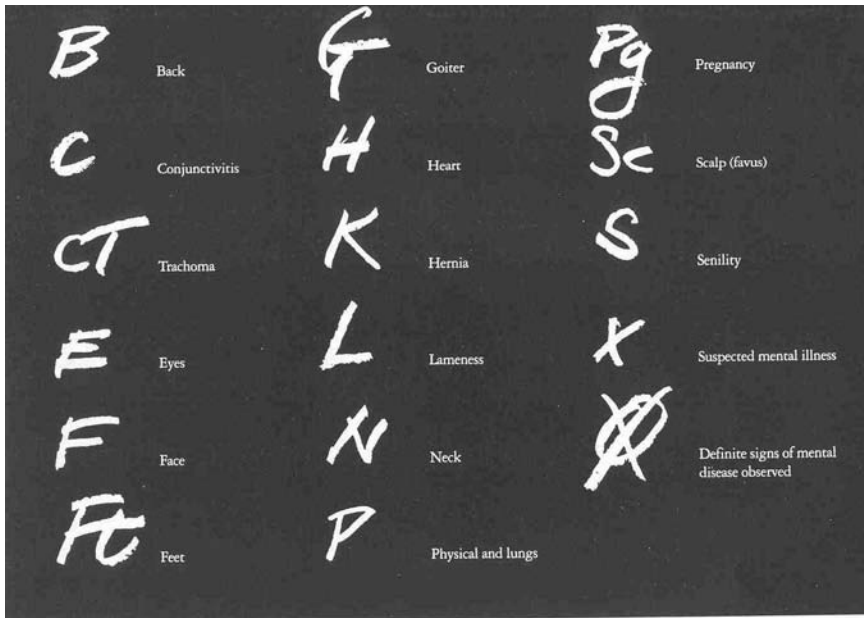 B Back
C Conjunctivitis
CT Trachoma
E Eyes
F Face
Ft Feet
G Goiter
H Heart
K Hernia
L Lameness
N Neck
P Physical and lungs
Pg Pregnancy
Sc Scalp (favus)
S Senility
X Suspected mental illness
Ⓧ Definite signs of mental
disease observed